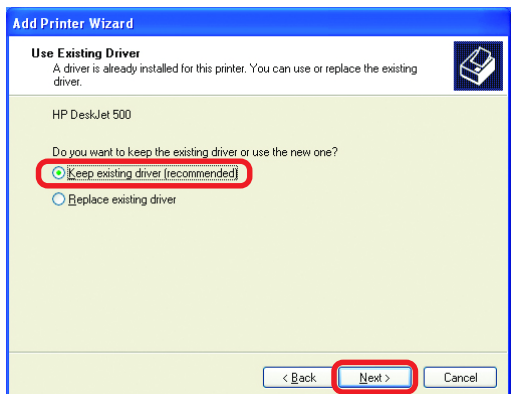 Add Printer Wizard
Use Existing Driver
A driver is already installed for this printer. You can use or replace the existing
driver.
HP DeskJet 500
Do you want to keep the existing driver or use the new one?
Keep existing driver (recommended)
Replace existing driver
< Back
Next >
Cancel